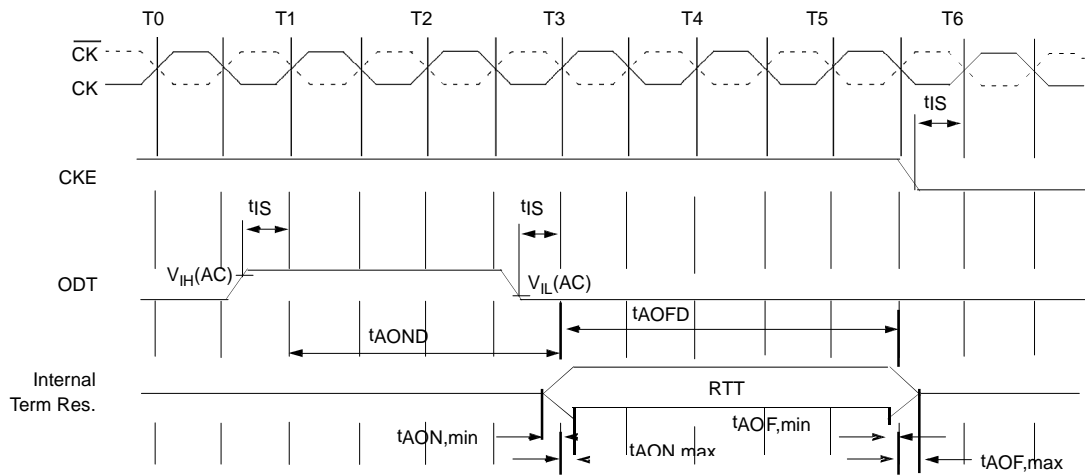 T0 T1 T2 T3 T4 T5 T6
CK
CK
tIS
CKE
tIS
tIS
VIH(AC)
ODT
VIL(AC)
tAOND
tAOFD
Internal
Term Res.
RTT
tAON,min
tAON,max
tAOF,min
tAOF,max